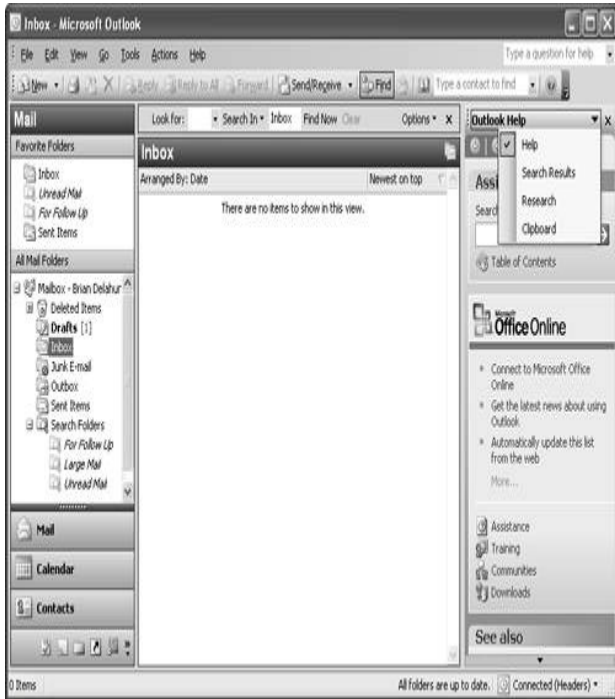 Inbox - Microsoft Outlook
File Edit View Go Tools Actions Help
Type a question for help
New
Reply
Reply to All
Forward
Send/Receive
Find
Type a contact to find
Mail
Favorite Folders
Inbox
Unread Mail
For Follow Up
Sent Items
All Mail Folders
Mailbox - Brian Delahur
Deleted Items
Drafts [1]
Inbox
Junk E-mail
Outbox
Sent Items
Search Folders
For Follow Up
Large Mail
Unread Mail
Mail
Calendar
Contacts
Look for: Search In Inbox Find Now Clear Options X
Inbox
Arranged By: Date Newest on top
There are no items to show in this view.
Outlook Help
Help
Search Results
Research
Clipboard
Assi
Search
Table of Contents
Microsoft
Office Online
Connect to Microsoft Office
Online
Get the latest news about using
Outlook
Automatically update this list
from the web
More...
Assistance
Training
Communities
Downloads
See also
0 Items
All folders are up to date.
Connected (Headers)